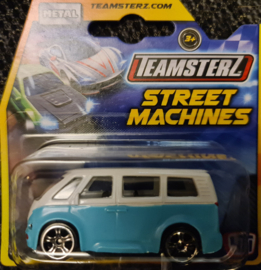 METAL
TEAMSTERZ.COM
3+
TEAMSTERZ
STREET
MACHINES